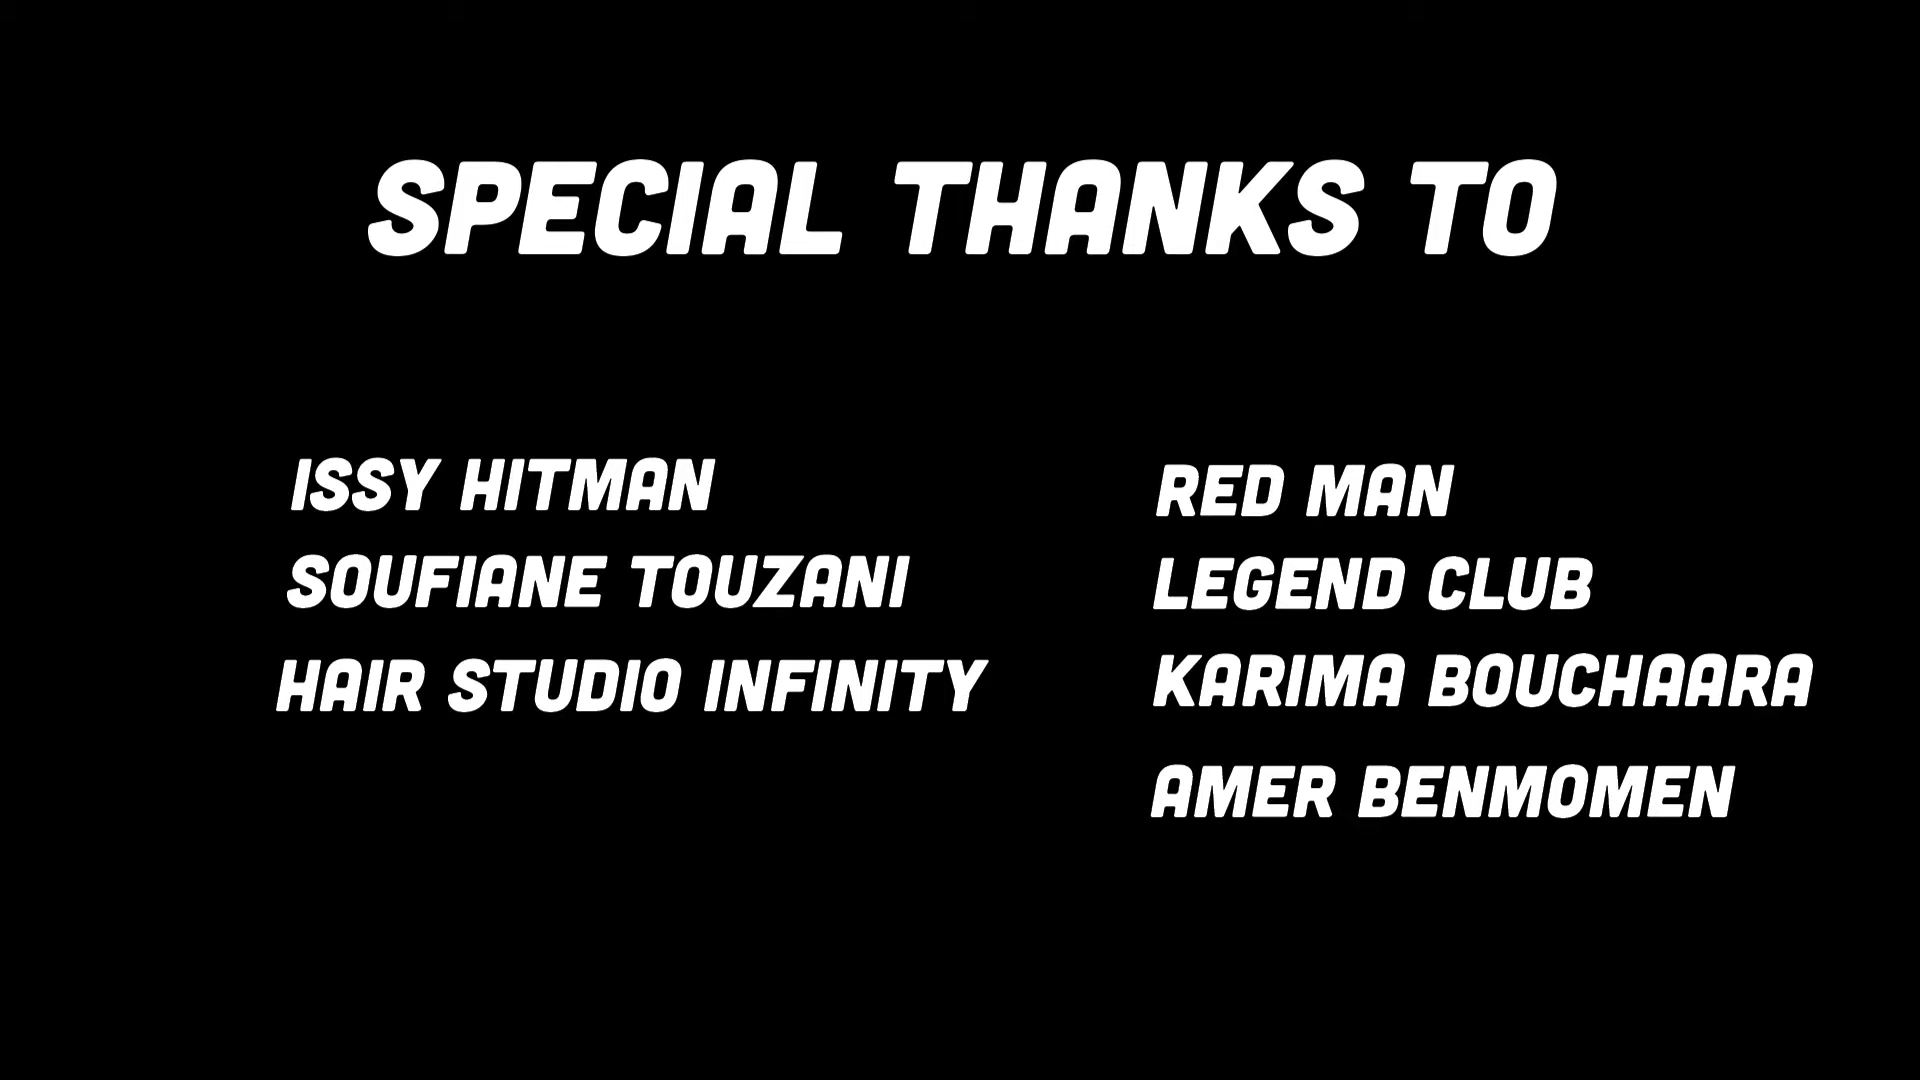 SPECIAL THANKS TO
ISSY HITMAN
SOUFIANE TOUZANI
HAIR STUDIO INFINITY
RED MAN
LEGEND CLUB
KARIMA BOUCHAARA
AMER BENMOMEN